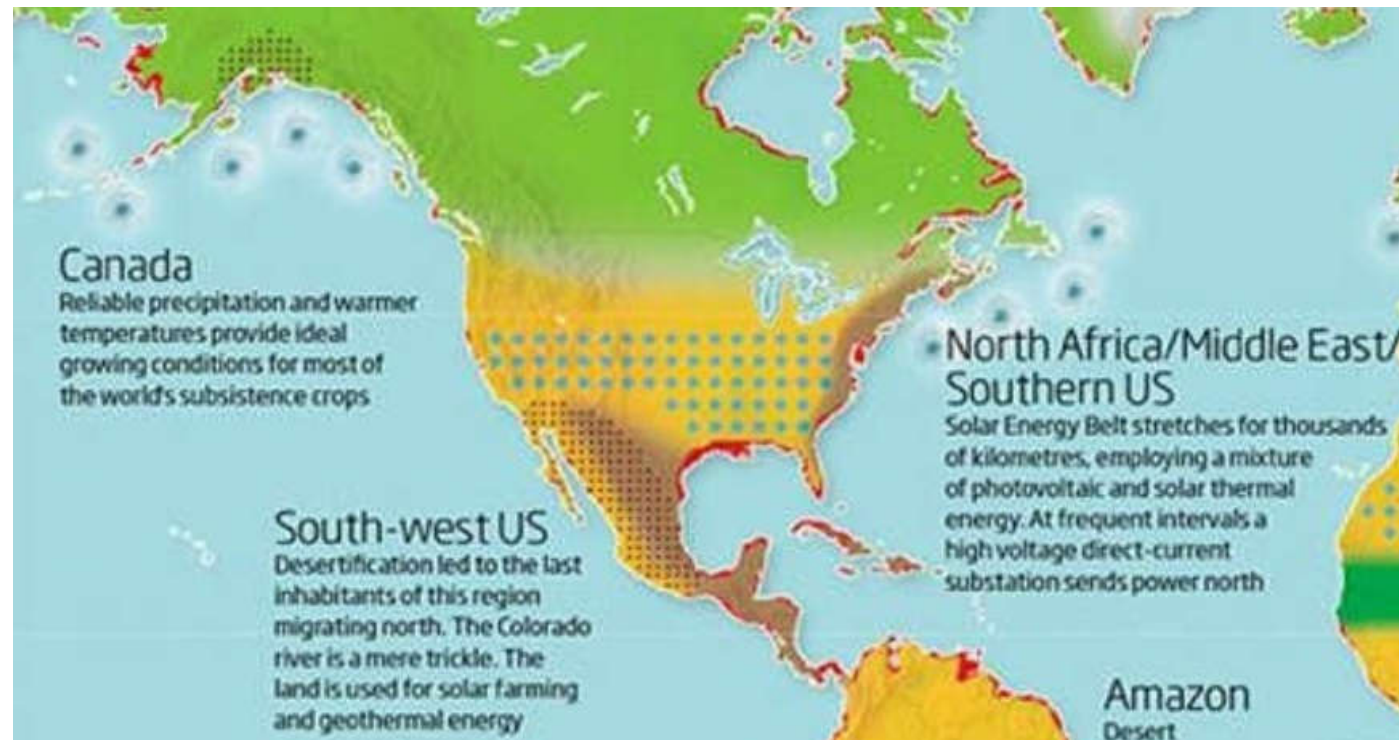 Canada
Reliable precipitation and warmer
temperatures provide ideal
growing conditions for most of
the world's subsistence crops
North Africa/Middle East/
Southern US
Solar Energy Belt stretches for thousands
of kilometres, employing a mixture
of photovoltaic and solar thermal
energy. At frequent intervals a
high voltage direct-current
substation sends power north
South-west US
Desertification led to the last
inhabitants of this region
migrating north. The Colorado
river is a mere trickle. The
land is used for solar farming
and geothermal energy
Amazon
Desert